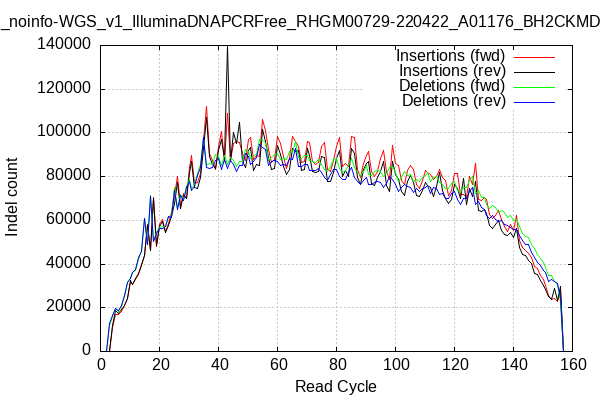 _noinfo-WGS_v1_IlluminaDNAPCRFree_RHGM00729-220422_A01176_BH2CKMD
Insertions (fwd)
Insertions (rev)
Deletions (fwd)
Deletions (rev)
Indel count
140000
120000
100000
80000
60000
40000
20000
0
0 20 40 60 80 100 120 140 160
Read Cycle